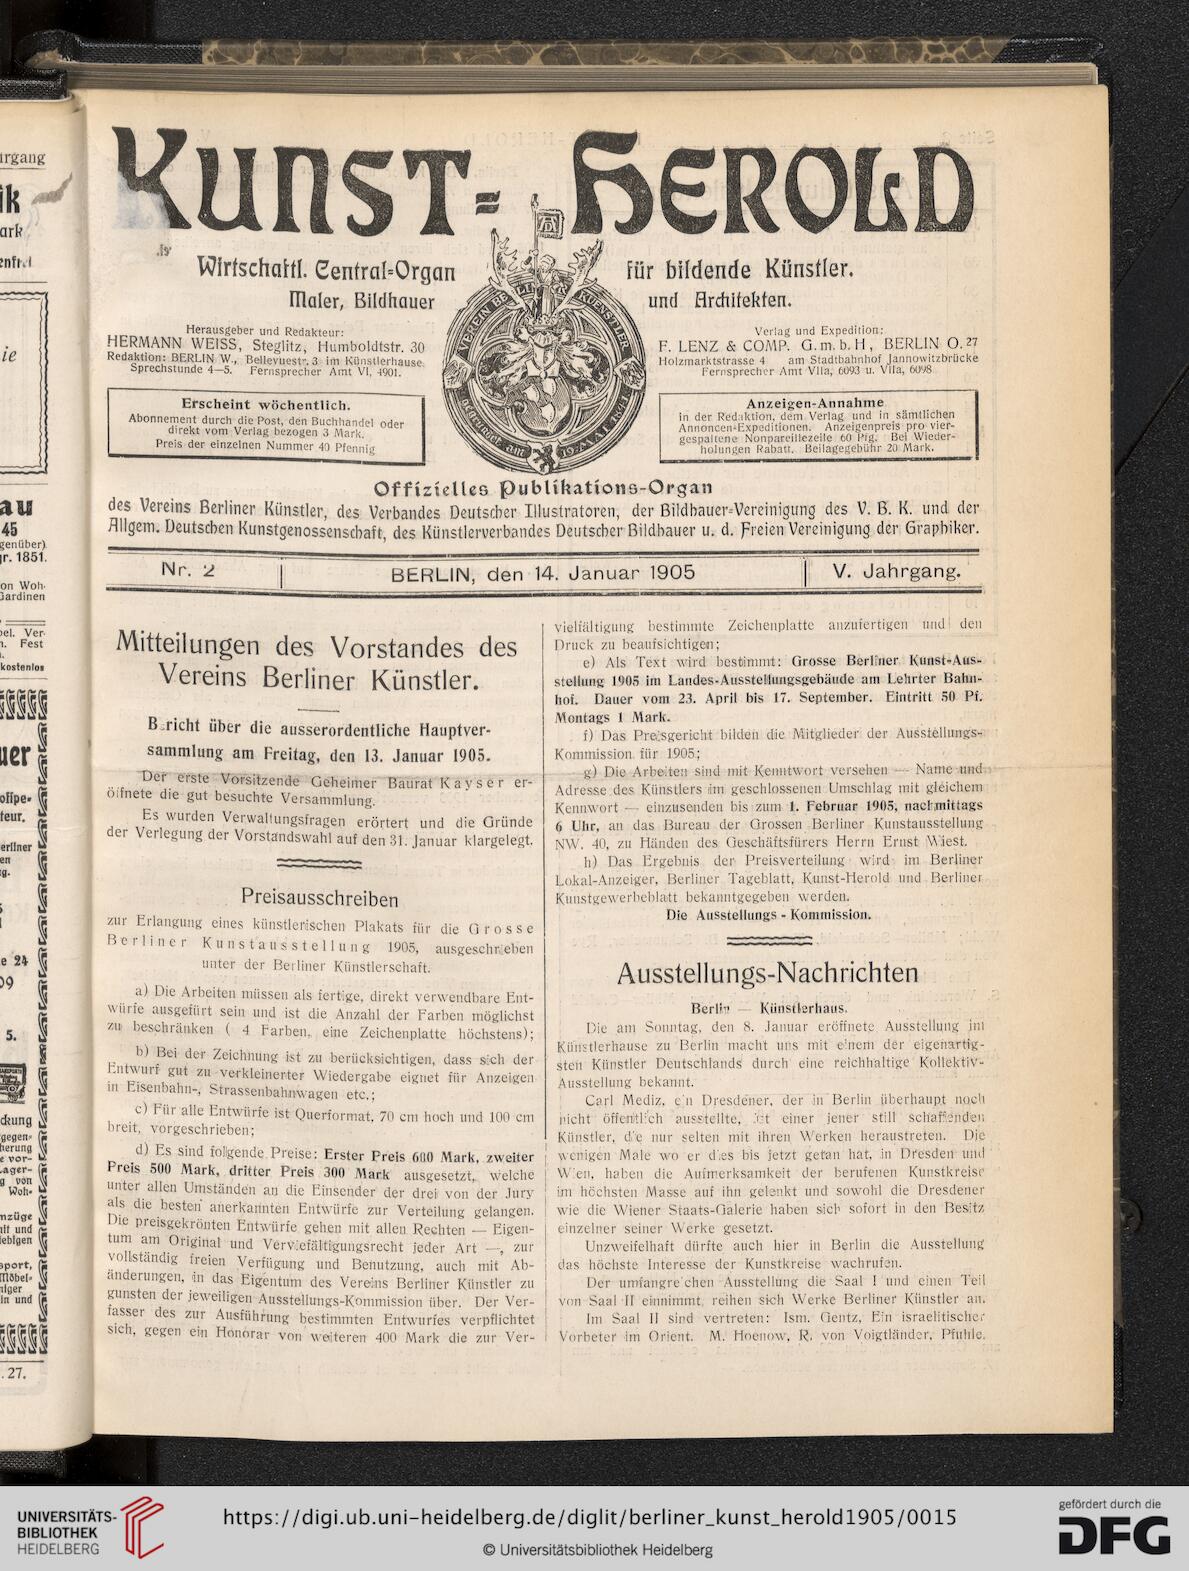 KUNST= HEROLD
Wirtschaftl. Central=Organ für bildende Künstler.
Maler, Bildhauer und Architekten.
Herausgeber und Redakteur:
HERMANN WEISS, Steglitz, Humboldtstr. 30
Redaktion: BERLIN W., Bellevuestr. 3 im Künstlerhause.
Sprechstunde 4—5. Fernsprecher Amt VI, 4901.
Erscheint wöchentlich.
Abonnement durch die Post, den Buchhandel oder
direkt vom Verlag bezogen 3 Mark.
Preis der einzelnen Nummer 40 Pfennig
VEREIN BERLINER KUENSTLER
Verlag und Expedition:
F. LENZ & COMP. G. m. b. H, BERLIN O. 27
Holzmarktstrasse 4 am Stadtbahnhof Jannowitzbrücke
Fernsprecher Amt VIIa, 6093 u. VIIa, 6098
Anzeigen-Annahme
in der Redaktion, dem Verlag und in sämtlichen
Annoncen-Expeditionen. Anzeigenpreis pro vier-
gespaltene Nonpareillezeile 60 Pfg. Bei Wieder-
holungen Rabatt. Beilagegebühr 20 Mark.
Offizielles Publikations-Organ
des Vereins Berliner Künstler, des Verbandes Deutscher Illustratoren, der Bildhauer-Vereinigung des V. B. K. und der
Allgem. Deutschen Kunstgenossenschaft, des Künstlerverbandes Deutscher Bildhauer u. d. Freien Vereinigung der Graphiker.
Nr. 2 BERLIN, den 14. Januar 1905 V. Jahrgang.
Mitteilungen des Vorstandes des
Vereins Berliner Künstler.
Bericht über die ausserordentliche Hauptver-
sammlung am Freitag, den 13. Januar 1905.
Der erste Vorsitzende Geheimer Baurat Kayser er-
öffnete die gut besuchte Versammlung.
Es wurden Verwaltungsfragen erörtert und die Gründe
der Verlegung der Vorstandswahl auf den 31. Januar klargelegt.
Preisausschreiben
zur Erlangung eines künstlerischen Plakats für die Grosse
Berliner Kunstausstellung 1905, ausgeschrieben
unter der Berliner Künstlerschaft.
a) Die Arbeiten müssen als fertige, direkt verwendbare Ent-
würfe ausgefürt sein und ist die Anzahl der Farben möglichst
zu beschränken ( 4 Farben, eine Zeichenplatte höchstens);
b) Bei der Zeichnung ist zu berücksichtigen, dass sich der
Entwurf gut zu verkleinerter Wiedergabe eignet für Anzeigen
in Eisenbahn-, Strassenbahnwagen etc.;
c) Für alle Entwürfe ist Querformat, 70 cm hoch und 100 cm
breit, vorgeschrieben;
d) Es sind folgende Preise: Erster Preis 600 Mark, zweiter
Preis 500 Mark, dritter Preis 300 Mark ausgesetzt, welche
unter allen Umständen an die Einsender der drei von der Jury
als die besten anerkannten Entwürfe zur Verteilung gelangen.
Die preisgekrönten Entwürfe gehen mit allen Rechten — Eigen-
tum am Original und Vervielfältigungsrecht jeder Art —, zur
vollständig freien Verfügung und Benutzung, auch mit Ab-
änderungen, in das Eigentum des Vereins Berliner Künstler zu
gunsten der jeweiligen Ausstellungs-Kommission über. Der Ver-
fasser des zur Ausführung bestimmten Entwurfes verpflichtet
sich, gegen ein Honorar von weiteren 400 Mark die zur Ver-
vielfältigung bestimmte Zeichenplatte anzufertigen und den
Druck zu beaufsichtigen;
e) Als Text wird bestimmt: Grosse Berliner Kunst-Aus-
stellung 1905 im Landes-Ausstellungsgebäude am Lehrter Bahn-
hof. Dauer vom 23. April bis 17. September. Eintritt 50 Pf.
Montags 1 Mark.
f) Das Preisgericht bilden die Mitglieder der Ausstellungs-
Kommission für 1905;
g) Die Arbeiten sind mit Kenntwort versehen — Name und
Adresse des Künstlers im geschlossenen Umschlag mit gleichem
Kennwort — einzusenden bis zum 1. Februar 1905, nachmittags
6 Uhr, an das Bureau der Grossen Berliner Kunstausstellung
NW. 40, zu Händen des Geschäftsfürers Herrn Ernst Wiest.
h) Das Ergebnis der Preisverteilung wird im Berliner
Lokal-Anzeiger, Berliner Tageblatt, Kunst-Herold und Berliner
Kunstgewerbeblatt bekanntgegeben werden.
Die Ausstellungs - Kommission.
Ausstellungs-Nachrichten
Berlin — Künstlerhaus.
Die am Sonntag, den 8. Januar eröffnete Ausstellung im
Künstlerhause zu Berlin macht uns mit einem der eigenartig-
sten Künstler Deutschlands durch eine reichhaltige Kollektiv-
Ausstellung bekannt.
Carl Mediz, ein Dresdener, der in Berlin überhaupt noch
nicht öffentlich ausstellte, ist einer jener still schaffenden
Künstler, die nur selten mit ihren Werken heraustreten. Die
wenigen Male wo er dies bis jetzt getan hat, in Dresden und
Wien, haben die Aufmerksamkeit der berufenen Kunstkreise
im höchsten Masse auf ihn gelenkt und sowohl die Dresdener
wie die Wiener Staats-Galerie haben sich sofort in den Besitz
einzelner seiner Werke gesetzt.
Unzweifelhaft dürfte auch hier in Berlin die Ausstellung
das höchste Interesse der Kunstkreise wachrufen.
Der umfangreichen Ausstellung die Saal I und einen Teil
von Saal II einnimmt, reihen sich Werke Berliner Künstler an.
Im Saal II sind vertreten: Ism. Gentz, Ein israelitischer
Vorbeter im Orient. M. Hoenow, R. von Voigtländer, Pfuhle.
UNIVERSITÄTS-
BIBLIOTHEK
HEIDELBERG
https://digi.ub.uni-heidelberg.de/diglit/berliner_kunst_herold1905/0015
© Universitätsbibliothek Heidelberg
gefördert durch die
DFG